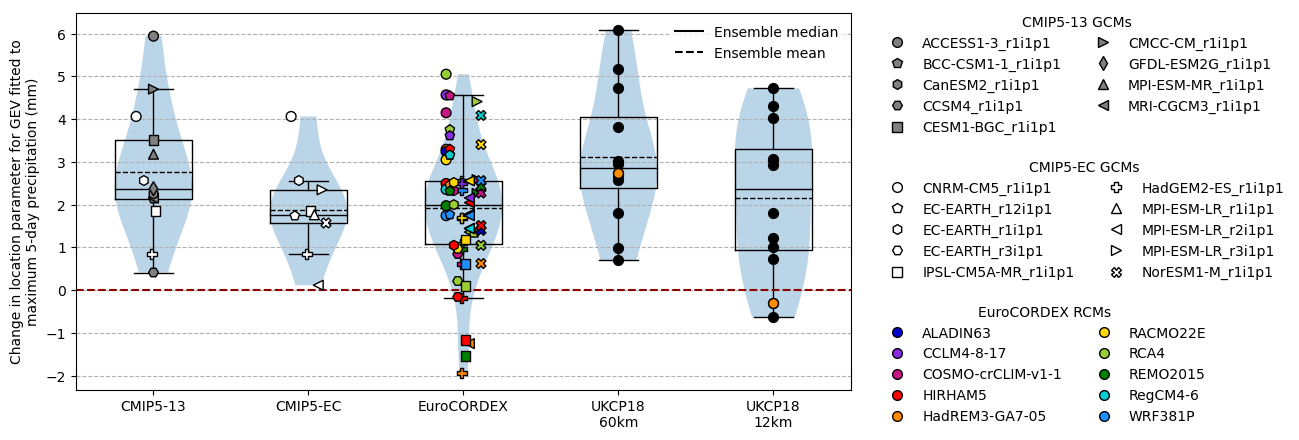 Change in location parameter for GEV fitted to
maximum 5-day precipitation (mm)
6
5
4
3
2
1
0
−1
−2
Ensemble median
Ensemble mean
CMIP5-13
CMIP5-EC
EuroCORDEX
UKCP18
60km
UKCP18
12km
CMIP5-13 GCMs
ACCESS1-3_r1i1p1
BCC-CSM1-1_r1i1p1
CanESM2_r1i1p1
CCSM4_r1i1p1
CESM1-BGC_r1i1p1
CMCC-CM_r1i1p1
GFDL-ESM2G_r1i1p1
MPI-ESM-MR_r1i1p1
MRI-CGCM3_r1i1p1
CMIP5-EC GCMs
CNRM-CM5_r1i1p1
EC-EARTH_r12i1p1
EC-EARTH_r1i1p1
EC-EARTH_r3i1p1
IPSL-CM5A-MR_r1i1p1
HadGEM2-ES_r1i1p1
MPI-ESM-LR_r1i1p1
MPI-ESM-LR_r2i1p1
MPI-ESM-LR_r3i1p1
NorESM1-M_r1i1p1
EuroCORDEX RCMs
ALADIN63
CCLM4-8-17
COSMO-crCLIM-v1-1
HIRHAM5
HadREM3-GA7-05
RACMO22E
RCA4
REMO2015
RegCM4-6
WRF381P